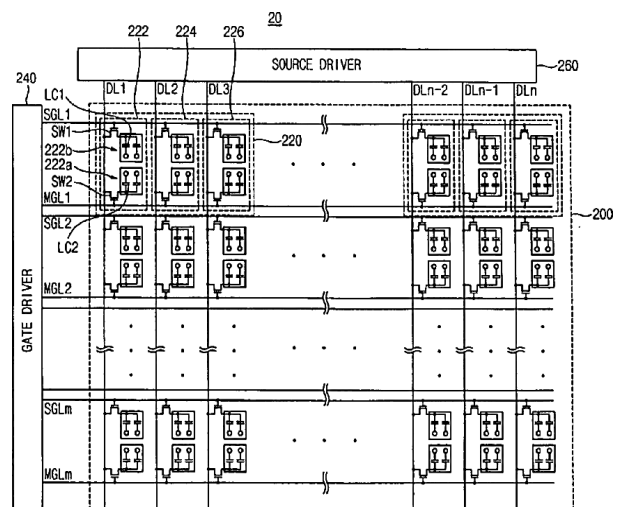 20
222 224 226
SOURCE DRIVER
260
240
LC1
DL1 DL2 DL3 DLn-2 DLn-1 DLn
SGL1
SW1
220
222b
222a
SW2
MGL1
200
SGL2
LC2
MGL2
GATE DRIVER
SGLm
MGLm